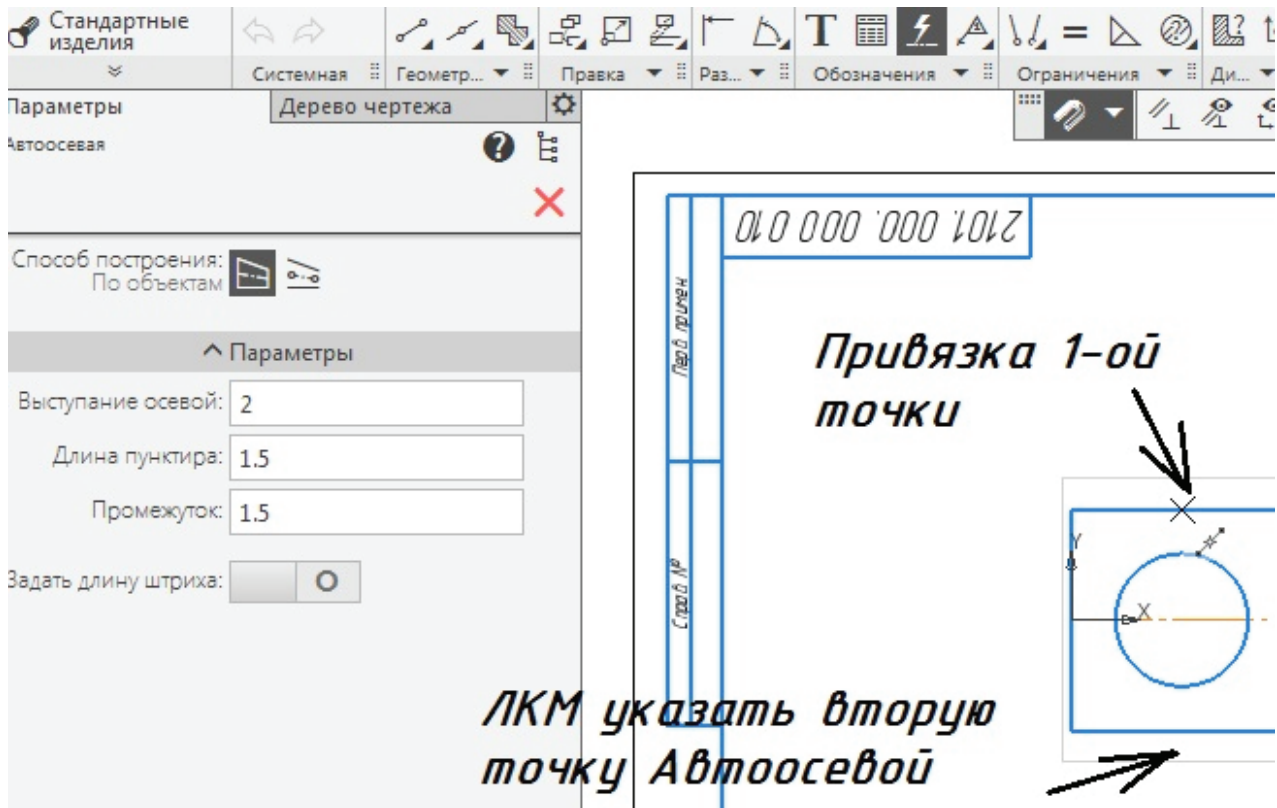 Стандартные
изделия
Системная
Геометр...
Правка
Раз...
Обозначения
Ограничения
Ди...
Параметры
Дерево чертежа
Автоосевая
Способ построения:
По объектам
Параметры
Выступание осевой: 2
Длина пунктира: 1.5
Промежуток: 1.5
Задать длину штриха:
2101. 000. 000 010
Перв. примен
Справ №
Привязка 1-ой
точки
Y
X
ЛКМ указать вторую
точку Автоосевой